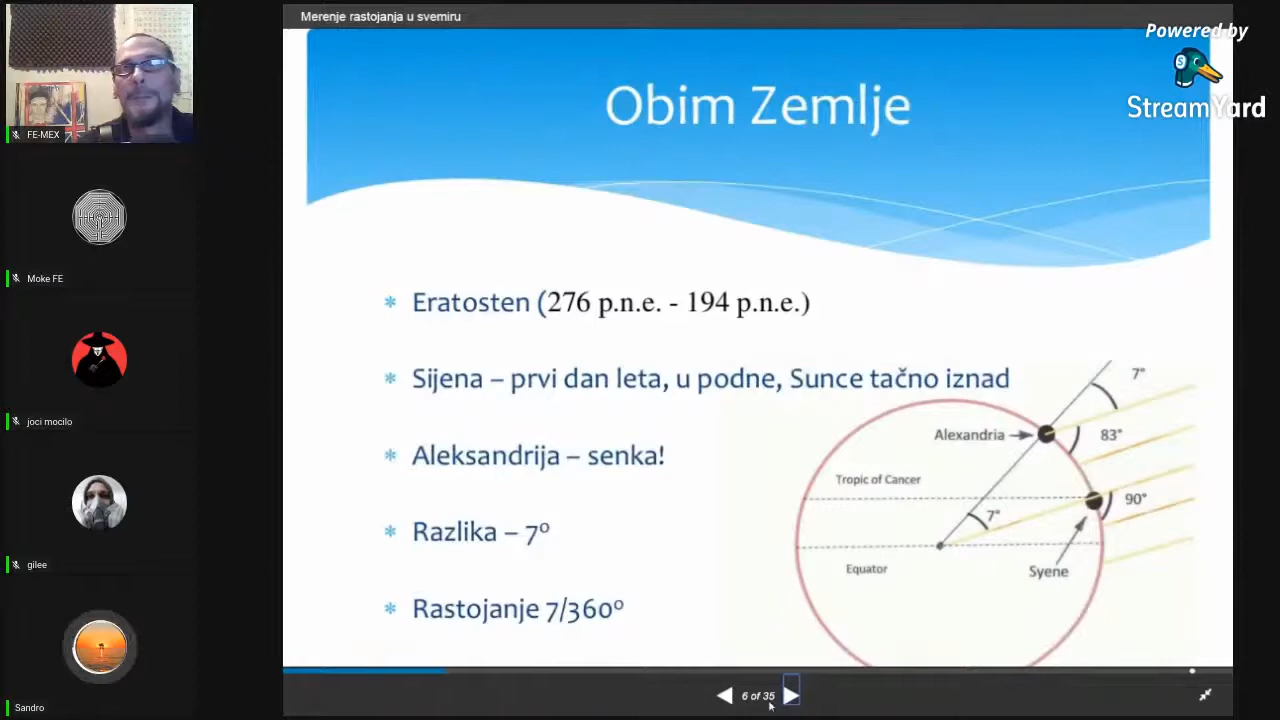 Merenje rastojanja u svemiru
Powered by
StreamYard
FE-MEX
Moke FE
joci mocilo
gilee
Sandro
Obim Zemlje
Eratosten (276 p.n.e. - 194 p.n.e.)
Sijena – prvi dan leta, u podne, Sunce tačno iznad
Aleksandrija – senka!
Razlika – 7º
Rastojanje 7/360º
7°
Alexandria
83°
Tropic of Cancer
90°
7°
Equator
Syene
6 of 35